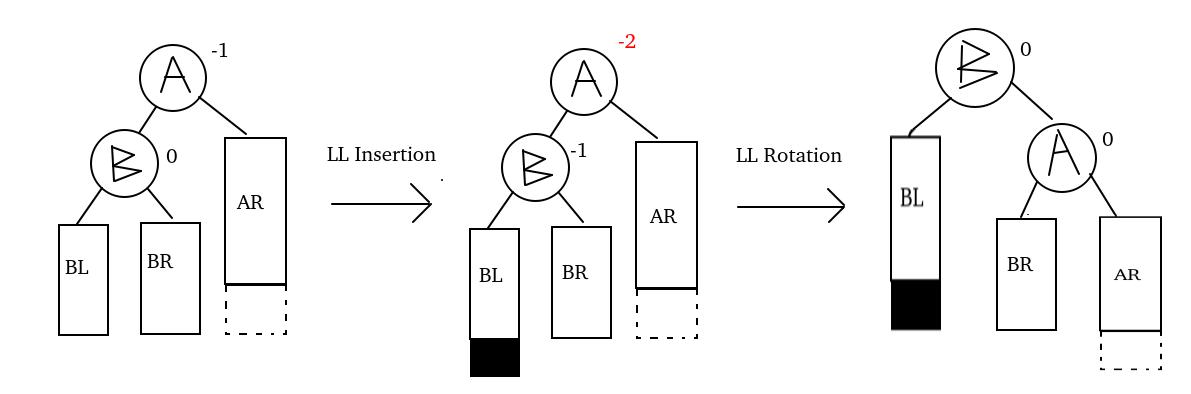 A -1
B 0
BL BR AR
LL Insertion
A -2
B -1
BL BR AR
LL Rotation
B 0
A 0
BL BR AR